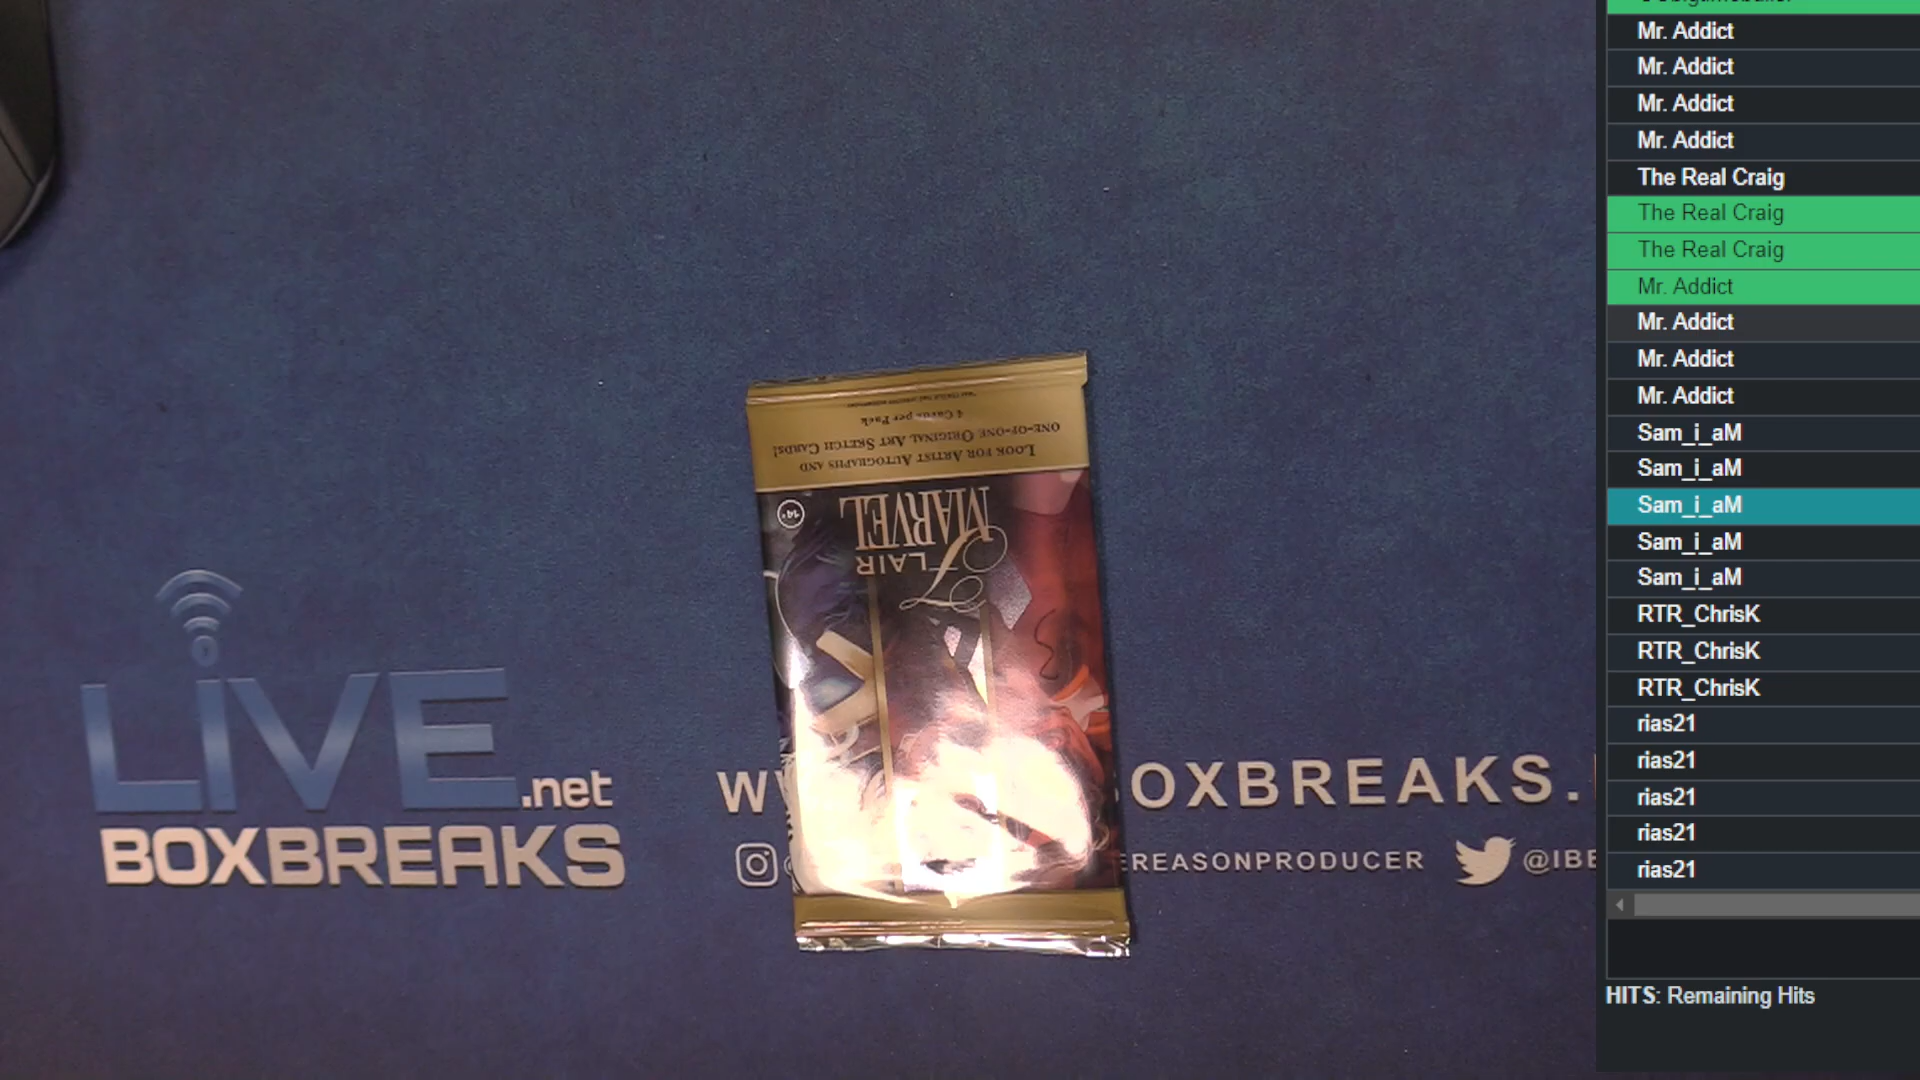 Mr. Addict
Mr. Addict
Mr. Addict
Mr. Addict
The Real Craig
The Real Craig
The Real Craig
Mr. Addict
Mr. Addict
Mr. Addict
Mr. Addict
Sam_i_aM
Sam_i_aM
Sam_i_aM
Sam_i_aM
Sam_i_aM
RTR_ChrisK
RTR_ChrisK
RTR_ChrisK
rias21
rias21
rias21
rias21
rias21
HITS: Remaining Hits
LOOK FOR ARTIST AUTOGRAPHS AND
ONE-OF-ONE ORIGINAL ART SKETCH CARDS!
4 Cards per Pack
14+
MARVEL
FLAIR
LiVE.net
BOXBREAKS
W OXBREAKS.
EREASONPRODUCER
@IBE